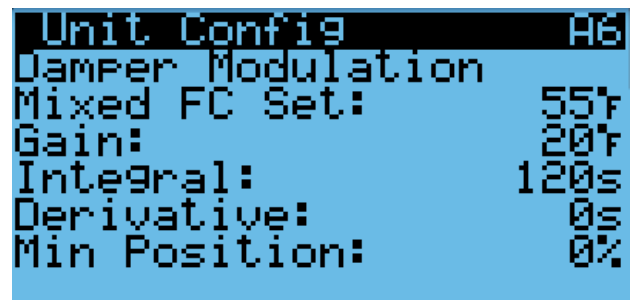 Unit Config A6
Damper Modulation
Mixed FC Set: 55°F
Gain: 20°F
Integral: 120s
Derivative: 0s
Min Position: 0%